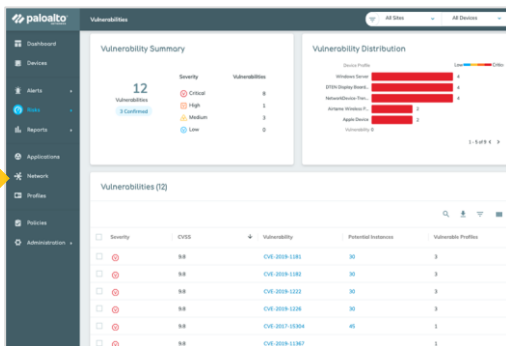 paloalto
Vulnerabilities
All Sites
All Devices
Dashboard
Devices
Alerts
Risks
Reports
Applications
Network
Profiles
Policies
Administration
Vulnerability Summary
12
Vulnerabilities
3 Confirmed
Severity Vulnerabilities
Critical 8
High 1
Medium 3
Low 0
Vulnerability Distribution
Device Profile
Low Critic
Windows Server 4
DTEN Display Board... 4
NetworkDevice-Tren... 4
Airtame Wireless F... 2
Apple Device 2
Vulnerability 0
1 - 5 of 9
Vulnerabilities (12)
Severity CVSS Vulnerability Potential Instances Vulnerable Profiles
9.8 CVE-2019-1181 30 3
9.8 CVE-2019-1182 30 3
9.8 CVE-2019-1222 30 3
9.8 CVE-2019-1226 30 3
9.8 CVE-2017-15304 45 1
9.8 CVE-2019-11367 1